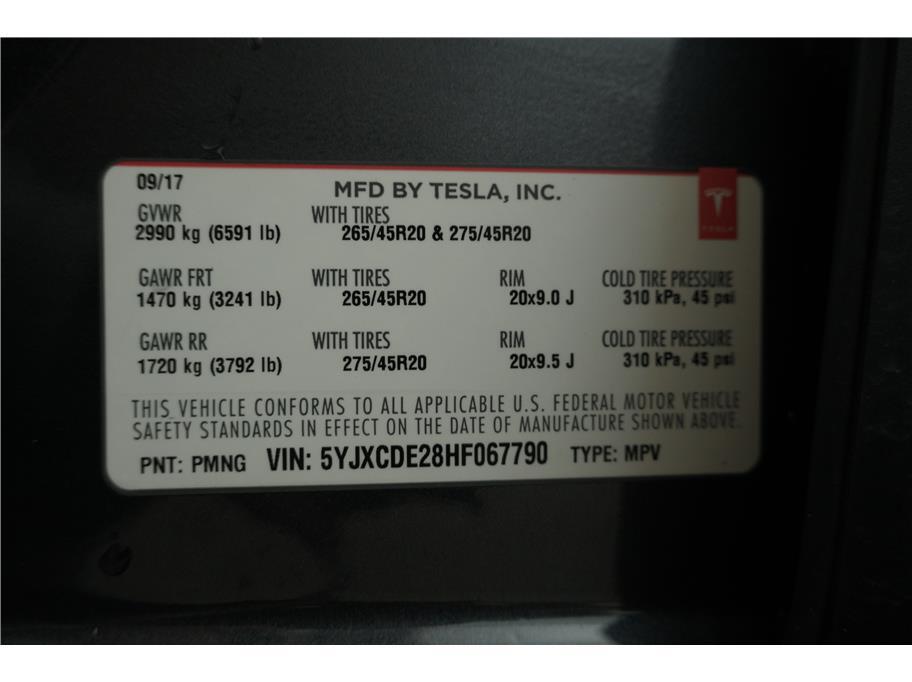 09/17 MFD BY TESLA, INC.
TESLA
GVWR WITH TIRES
2990 kg (6591 lb) 265/45R20 & 275/45R20
GAWR FRT WITH TIRES RIM COLD TIRE PRESSURE
1470 kg (3241 lb) 265/45R20 20x9.0 J 310 kPa, 45 psi
GAWR RR WITH TIRES RIM COLD TIRE PRESSURE
1720 kg (3792 lb) 275/45R20 20x9.5 J 310 kPa, 45 psi
THIS VEHICLE CONFORMS TO ALL APPLICABLE U.S. FEDERAL MOTOR VEHICLE
SAFETY STANDARDS IN EFFECT ON THE DATE OF MANUFACTURE SHOWN ABOVE.
PNT: PMNG VIN: 5YJXCDE28HF067790 TYPE: MPV